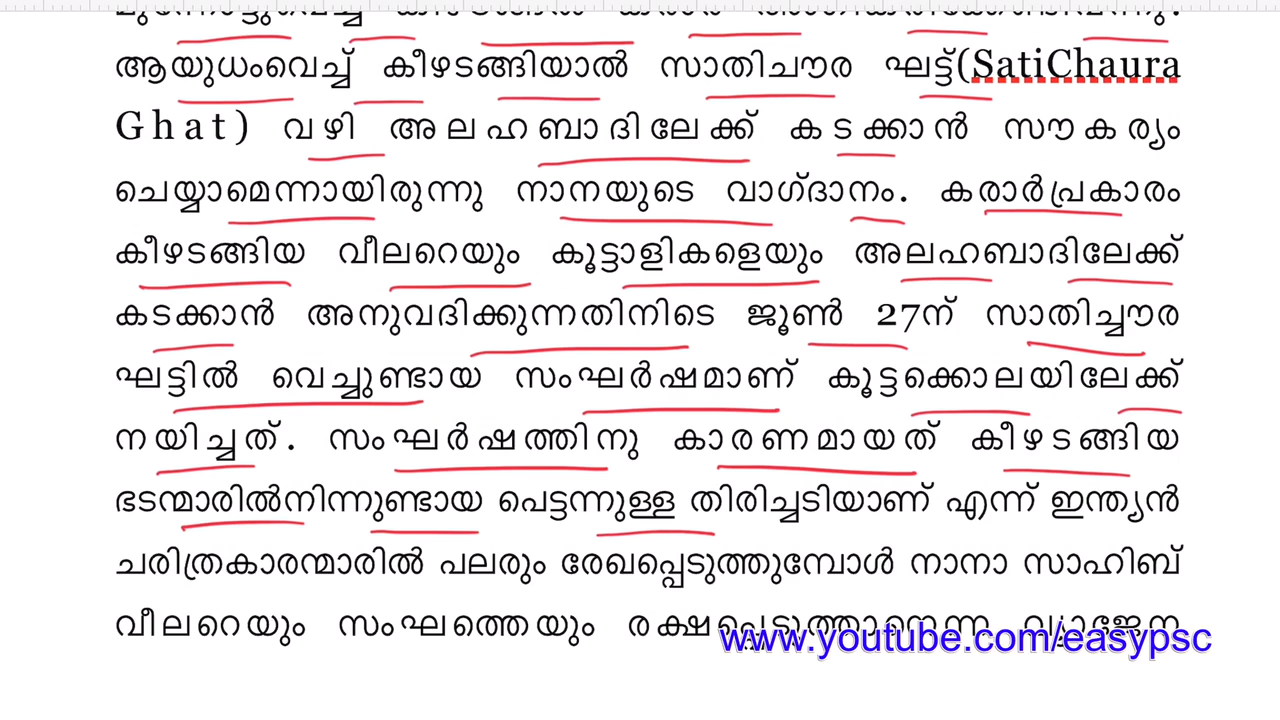 മുന്നോട്ടുവെച്ച
ആയുധംവെച്ച് കീഴടങ്ങിയാൽ സാതിചൗര ഘട്ട്(SatiChaura
Ghat) വഴി അലഹബാദിലേക്ക് കടക്കാൻ സൗകര്യം
ചെയ്യാമെന്നായിരുന്നു നാനയുടെ വാഗ്ദാനം. കരാർപ്രകാരം
കീഴടങ്ങിയ വീലറെയും കൂട്ടാളികളെയും അലഹബാദിലേക്ക്
കടക്കാൻ അനുവദിക്കുന്നതിനിടെ ജൂൺ 27ന് സാതിച്ചൗര
ഘട്ടിൽ വെച്ചുണ്ടായ സംഘർഷമാണ് കൂട്ടക്കൊലയിലേക്ക്
നയിച്ചത്. സംഘർഷത്തിനു കാരണമായത് കീഴടങ്ങിയ
ഭടന്മാരിൽനിന്നുണ്ടായ പെട്ടന്നുള്ള തിരിച്ചടിയാണ് എന്ന് ഇന്ത്യൻ
ചരിത്രകാരന്മാരിൽ പലരും രേഖപ്പെടുത്തുമ്പോൾ നാനാ സാഹിബ്
വീലറെയും സംഘത്തെയും
www.youtube.com/easypsc